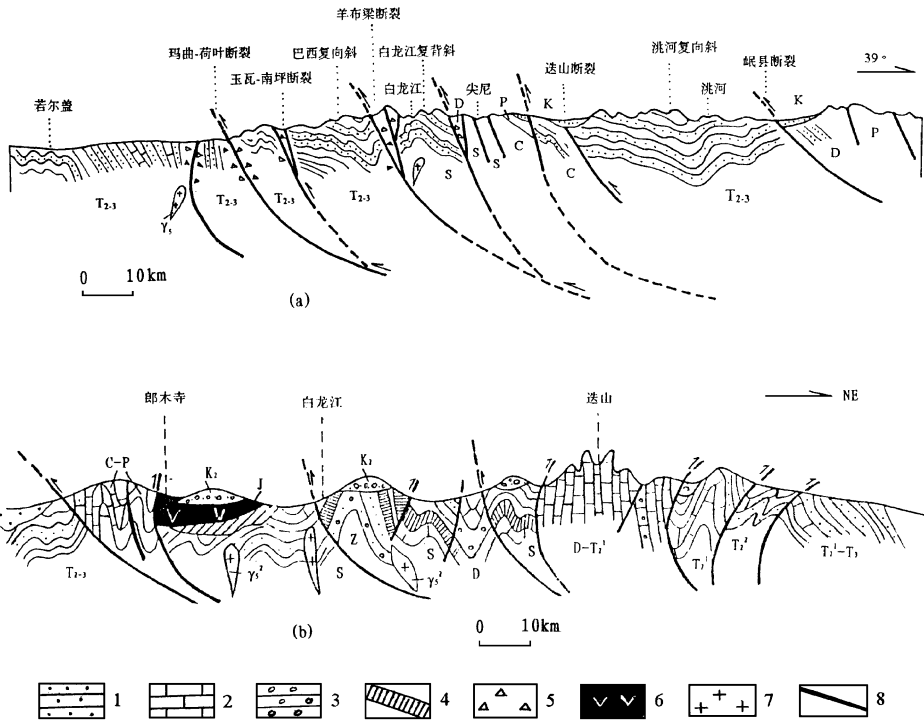 羊布梁断裂
玛曲-荷叶断裂 巴西复向斜 白龙江复背斜 洮河复向斜
玉瓦-南坪断裂 迭山断裂 岷县断裂 39°
若尔盖 白龙江 D 尖尼 P K 洮河 K
T₂₋₃ γ₅ T₂₋₃ T₂₋₃ T₂₋₃ S S S C C T₂₋₃ D P
0 10km
(a)
郎木寺 白龙江 迭山 NE
C-P K₂ J K₂
T₂₋₃ γ₅² S Z γ₅² S D S D-T₂¹ T₂¹ T₂² T₂¹-T₃
(b)
0 10km
1 2 3 4 5 6 7 8